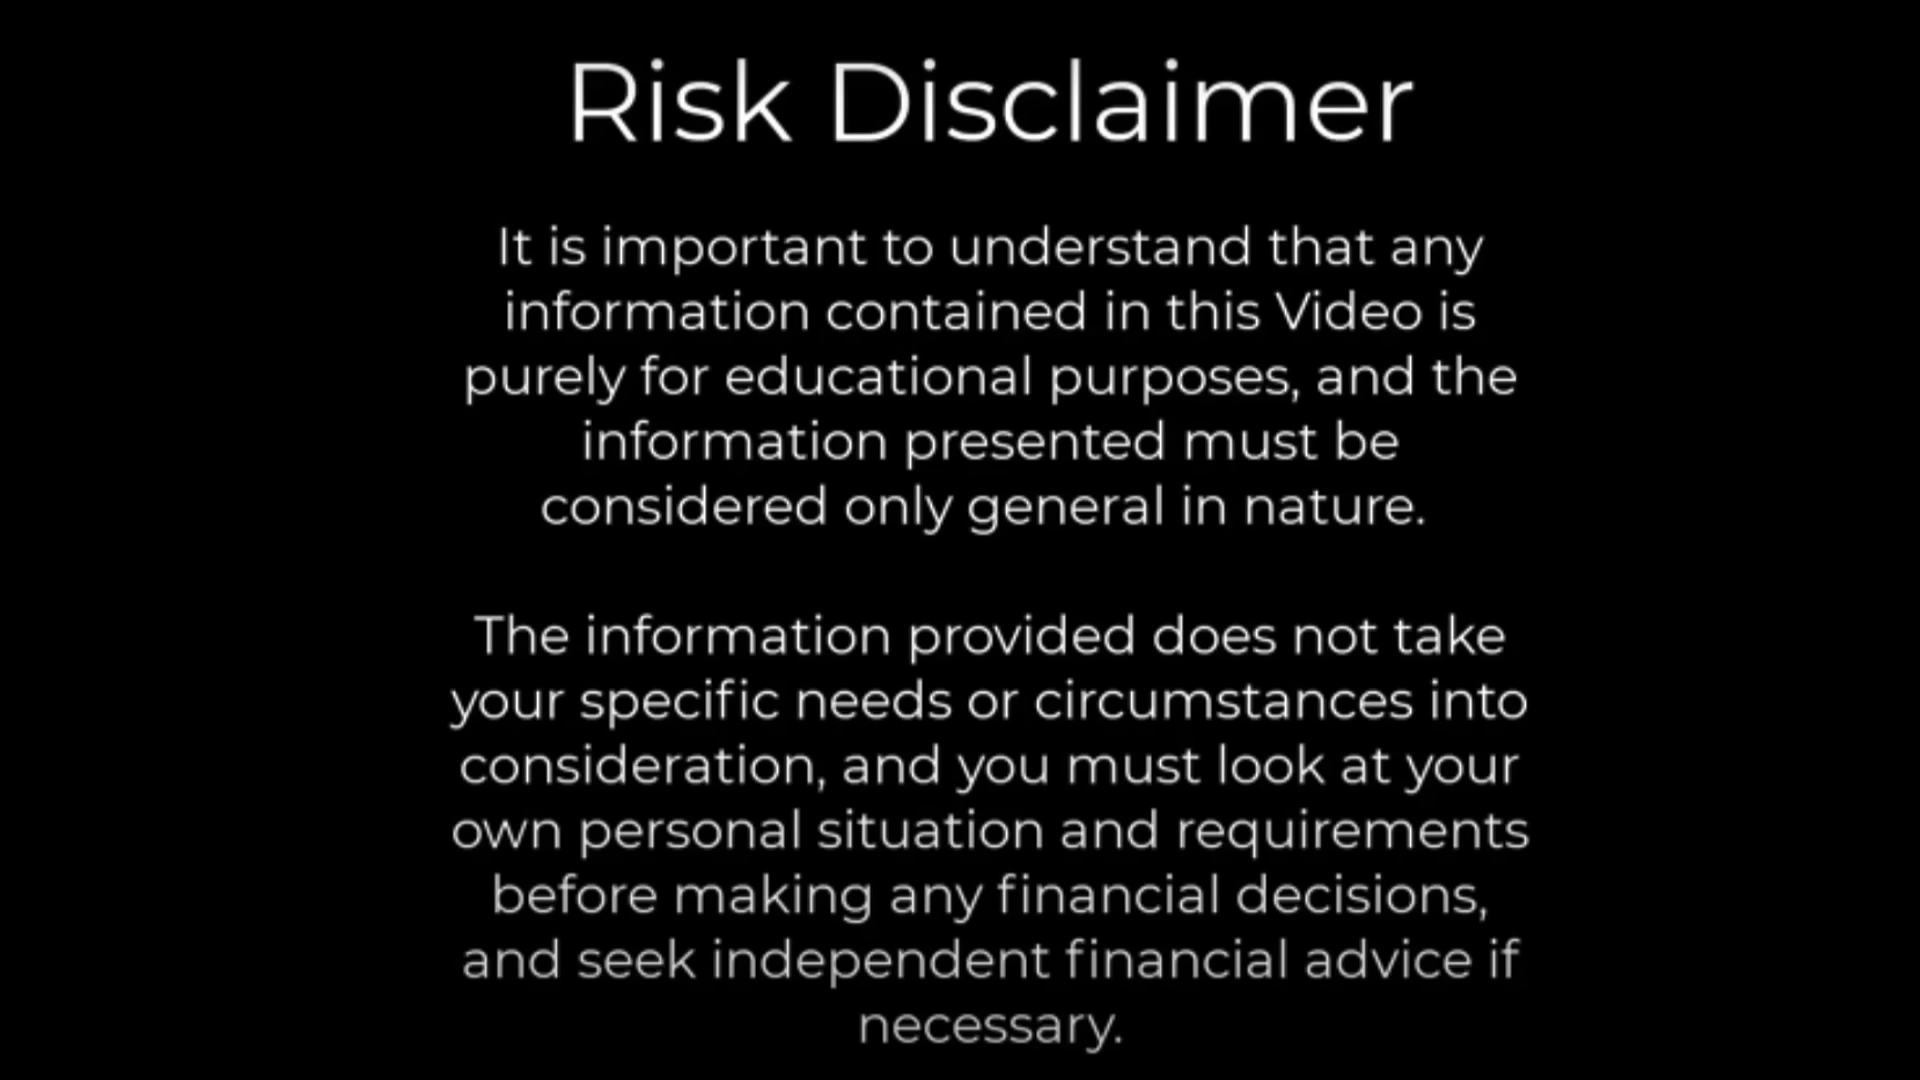 Risk Disclaimer
It is important to understand that any
information contained in this Video is
purely for educational purposes, and the
information presented must be
considered only general in nature.
The information provided does not take
your specific needs or circumstances into
consideration, and you must look at your
own personal situation and requirements
before making any financial decisions,
and seek independent financial advice if
necessary.